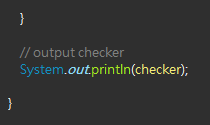 }
// output checker
System.out.println(checker);
}